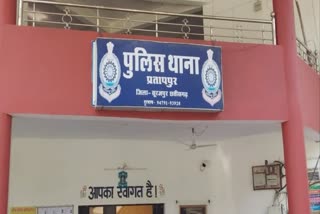 पुलिस थाना
प्रतापपुर
जिला-सूरजपुर छत्तीसगढ़
आपका स्वागत है।